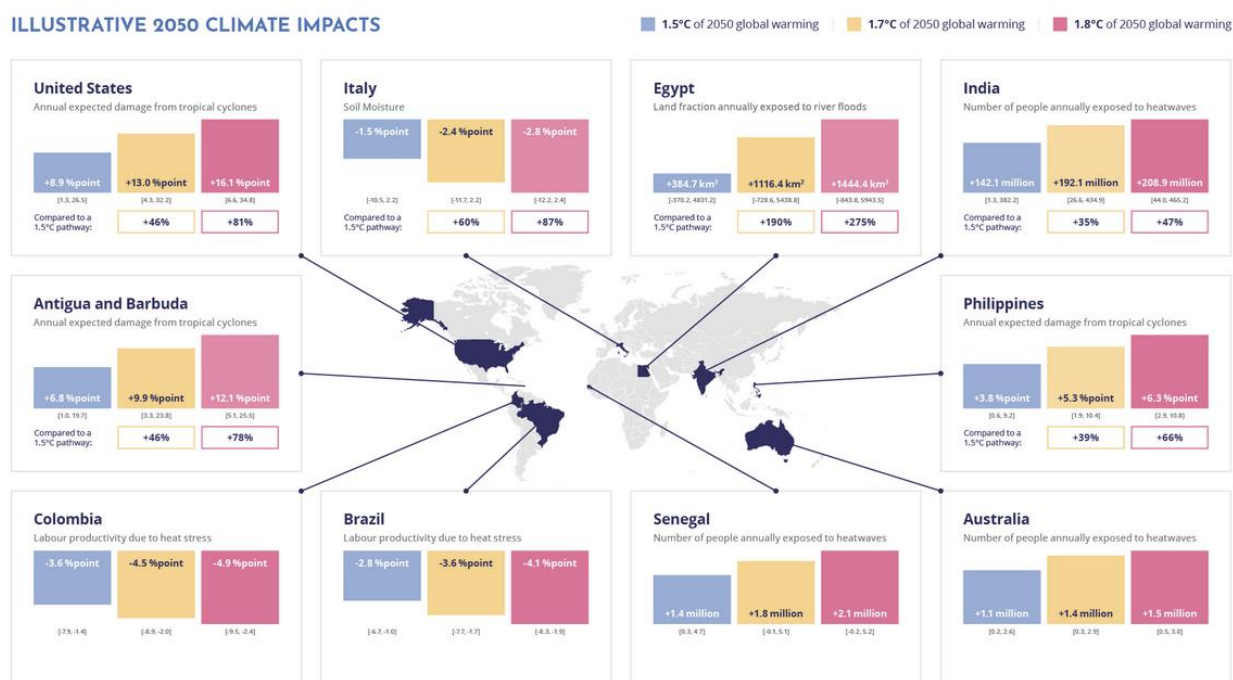 ILLUSTRATIVE 2050 CLIMATE IMPACTS
1.5°C of 2050 global warming
1.7°C of 2050 global warming
1.8°C of 2050 global warming
United States
Annual expected damage from tropical cyclones
+8.9 %point
+13.0 %point
+16.1 %point
[1.3, 26.5]
[4.3, 32.2]
[6.6, 34.8]
Compared to a
1.5°C pathway:
+46%
+81%
Italy
Soil Moisture
-1.5 %point
-2.4 %point
-2.8 %point
[-10.5, 2.2]
[-11.7, 2.2]
[-12.2, 2.4]
Compared to a
1.5°C pathway:
+60%
+87%
Egypt
Land fraction annually exposed to river floods
+384.7 km²
+1116.4 km²
+1444.4 km²
[-370.2, 4831.2]
[-728.6, 5438.8]
[-843.8, 5943.5]
Compared to a
1.5°C pathway:
+190%
+275%
India
Number of people annually exposed to heatwaves
+142.1 million
+192.1 million
+208.9 million
[1.3, 382.2]
[26.6, 434.9]
[44.0, 465.2]
Compared to a
1.5°C pathway:
+35%
+47%
Antigua and Barbuda
Annual expected damage from tropical cyclones
+6.8 %point
+9.9 %point
+12.1 %point
[1.0, 19.7]
[3.3, 23.8]
[5.1, 25.5]
Compared to a
1.5°C pathway:
+46%
+78%
Philippines
Annual expected damage from tropical cyclones
+3.8 %point
+5.3 %point
+6.3 %point
[0.6, 9.2]
[1.9, 10.4]
[2.9, 10.8]
Compared to a
1.5°C pathway:
+39%
+66%
Colombia
Labour productivity due to heat stress
-3.6 %point
-4.5 %point
-4.9 %point
[-7.9, -1.4]
[-8.9, -2.0]
[-9.5, -2.4]
Brazil
Labour productivity due to heat stress
-2.8 %point
-3.6 %point
-4.1 %point
[-6.7, -1.0]
[-7.7, -1.7]
[-8.3, -1.9]
Senegal
Number of people annually exposed to heatwaves
+1.4 million
+1.8 million
+2.1 million
[0.3, 4.7]
[-0.1, 5.1]
[-0.2, 5.2]
Australia
Number of people annually exposed to heatwaves
+1.1 million
+1.4 million
+1.5 million
[0.2, 2.6]
[0.3, 2.9]
[0.5, 3.0]